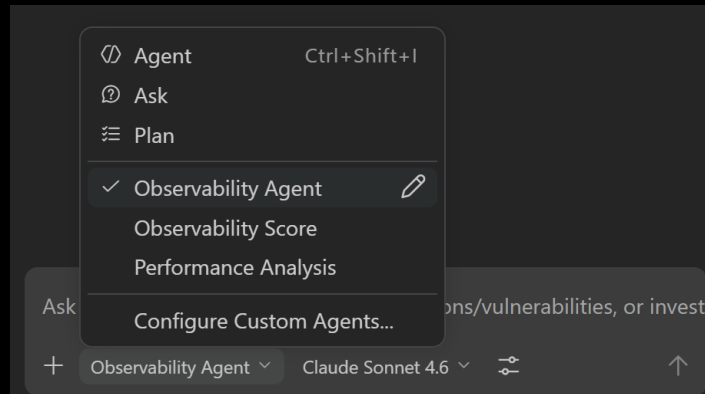 Agent Ctrl+Shift+I
Ask
Plan
Observability Agent
Observability Score
Performance Analysis
Configure Custom Agents...
Ask ons/vulnerabilities, or invest
Observability Agent Claude Sonnet 4.6